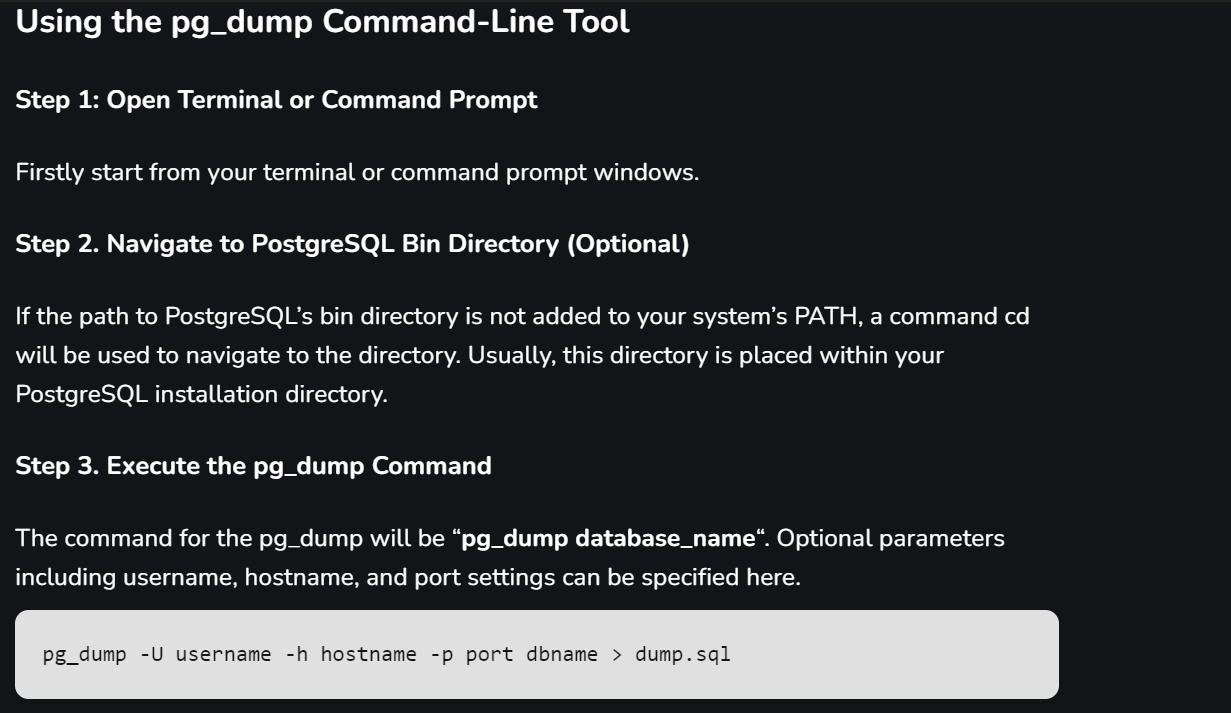 Using the pg_dump Command-Line Tool
Step 1: Open Terminal or Command Prompt
Firstly start from your terminal or command prompt windows.
Step 2. Navigate to PostgreSQL Bin Directory (Optional)
If the path to PostgreSQL’s bin directory is not added to your system’s PATH, a command cd
will be used to navigate to the directory. Usually, this directory is placed within your
PostgreSQL installation directory.
Step 3. Execute the pg_dump Command
The command for the pg_dump will be “pg_dump database_name“. Optional parameters
including username, hostname, and port settings can be specified here.
pg_dump -U username -h hostname -p port dbname > dump.sql